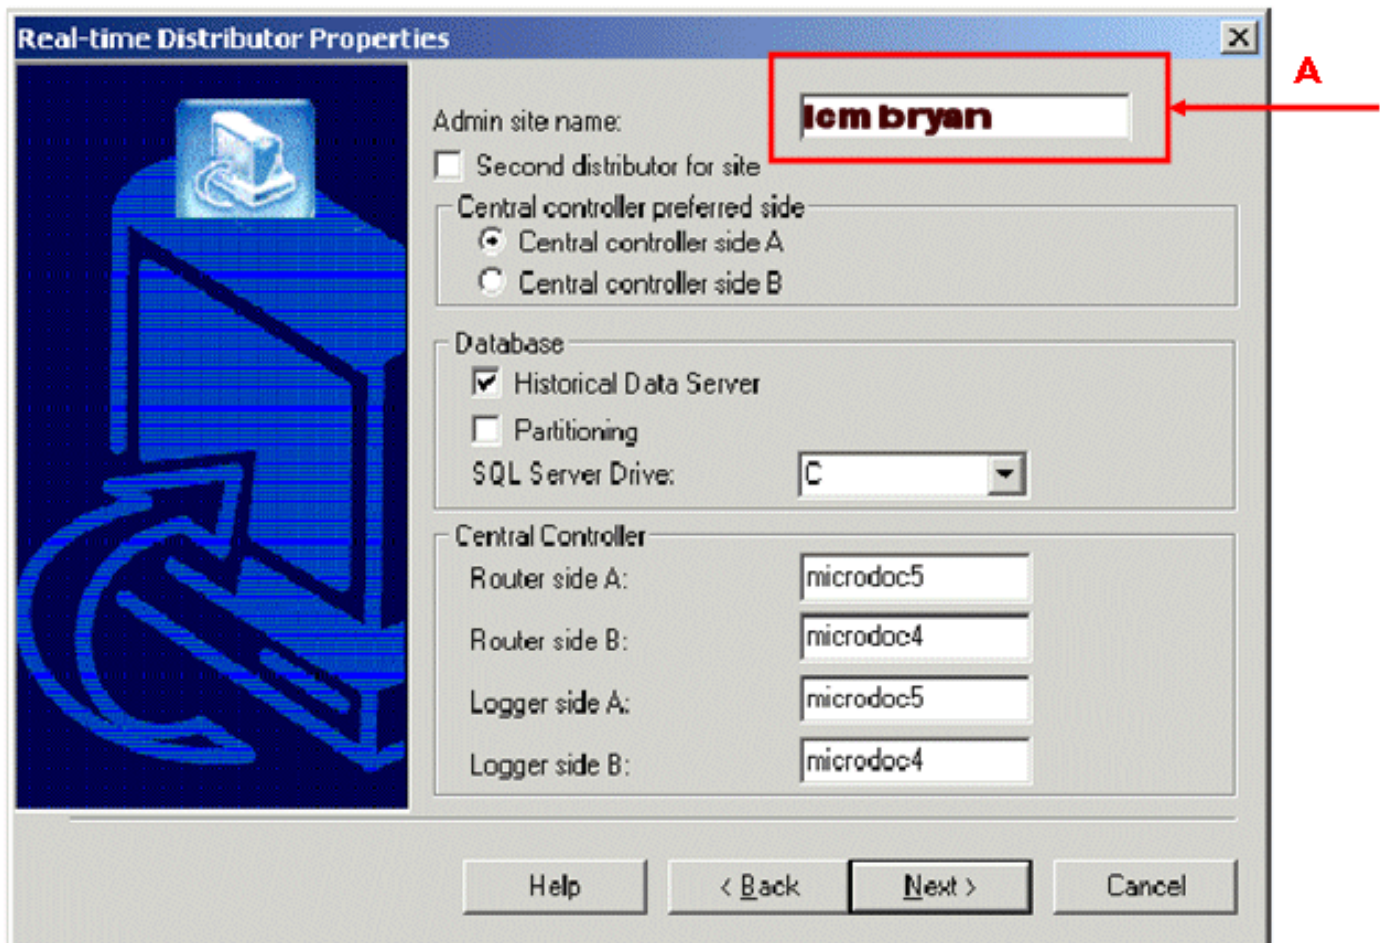 Real-time Distributor Properties
A
Admin site name: icm bryan
Second distributor for site
Central controller preferred side
Central controller side A
Central controller side B
Database
Historical Data Server
Partitioning
SQL Server Drive: C
Central Controller
Router side A: microdoc5
Router side B: microdoc4
Logger side A: microdoc5
Logger side B: microdoc4
Help < Back Next > Cancel